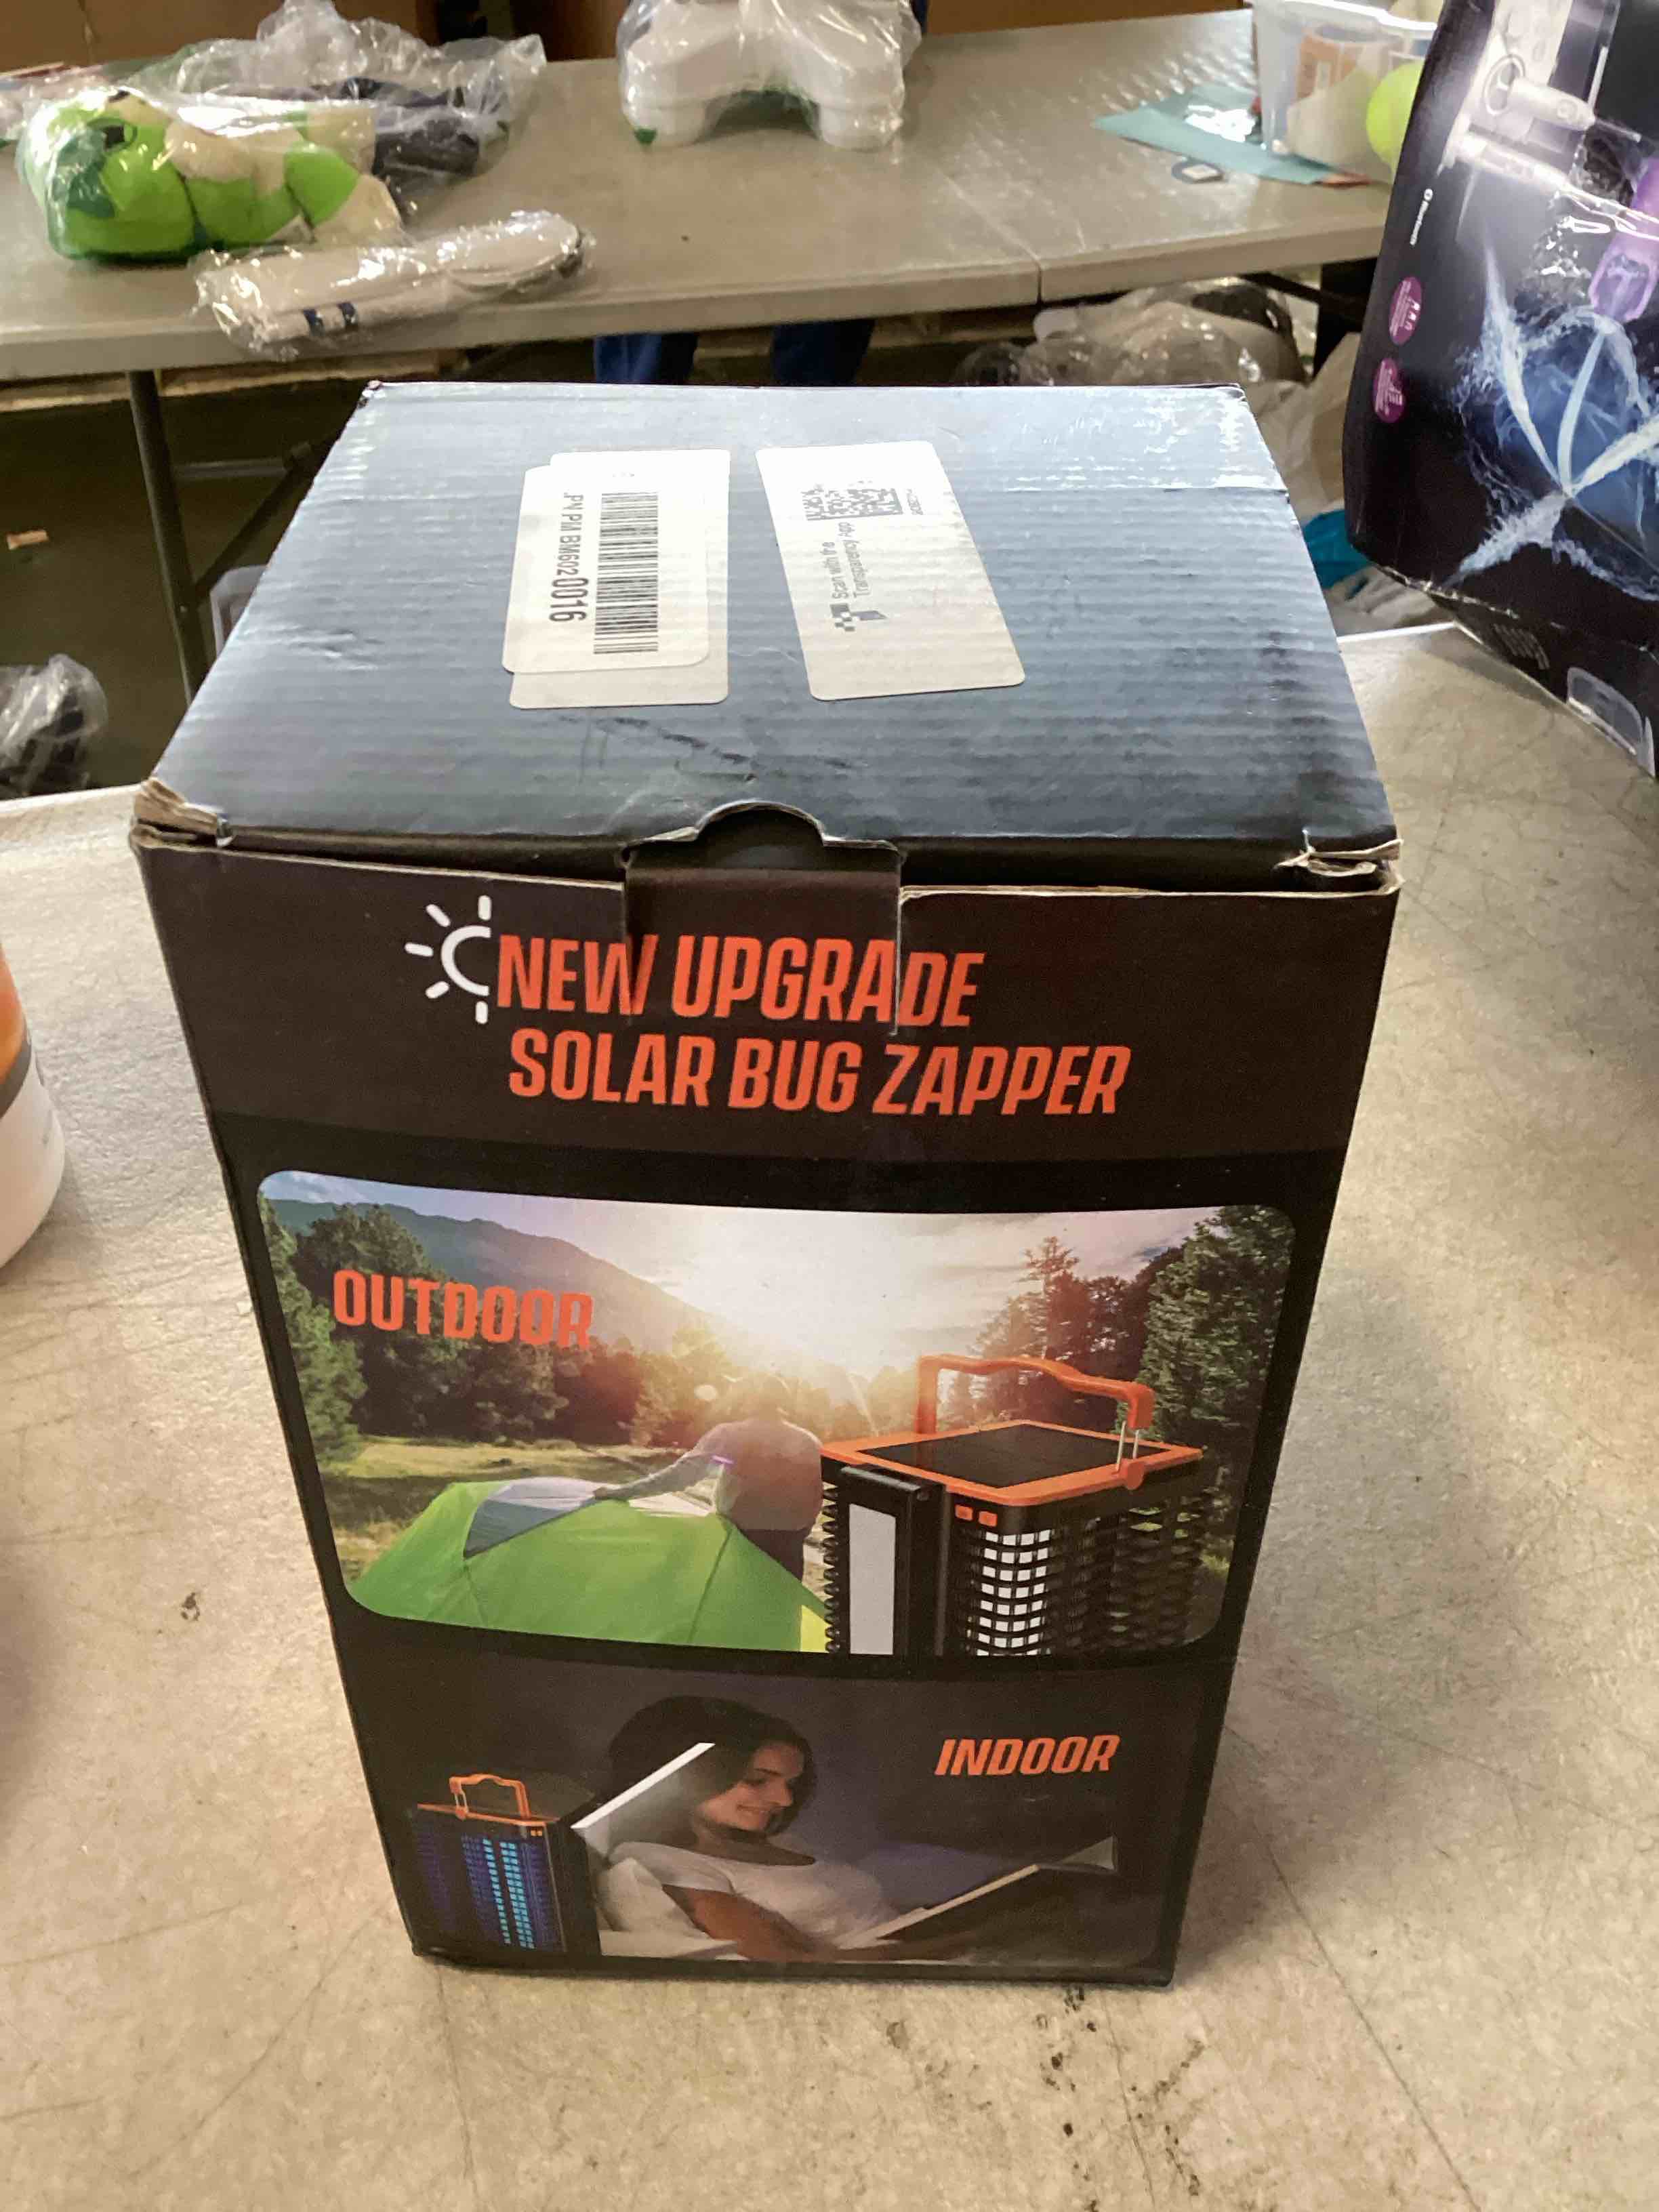 Scan with the
Transparency App
NEW UPGRADE
SOLAR BUG ZAPPER
OUTDOOR
INDOOR